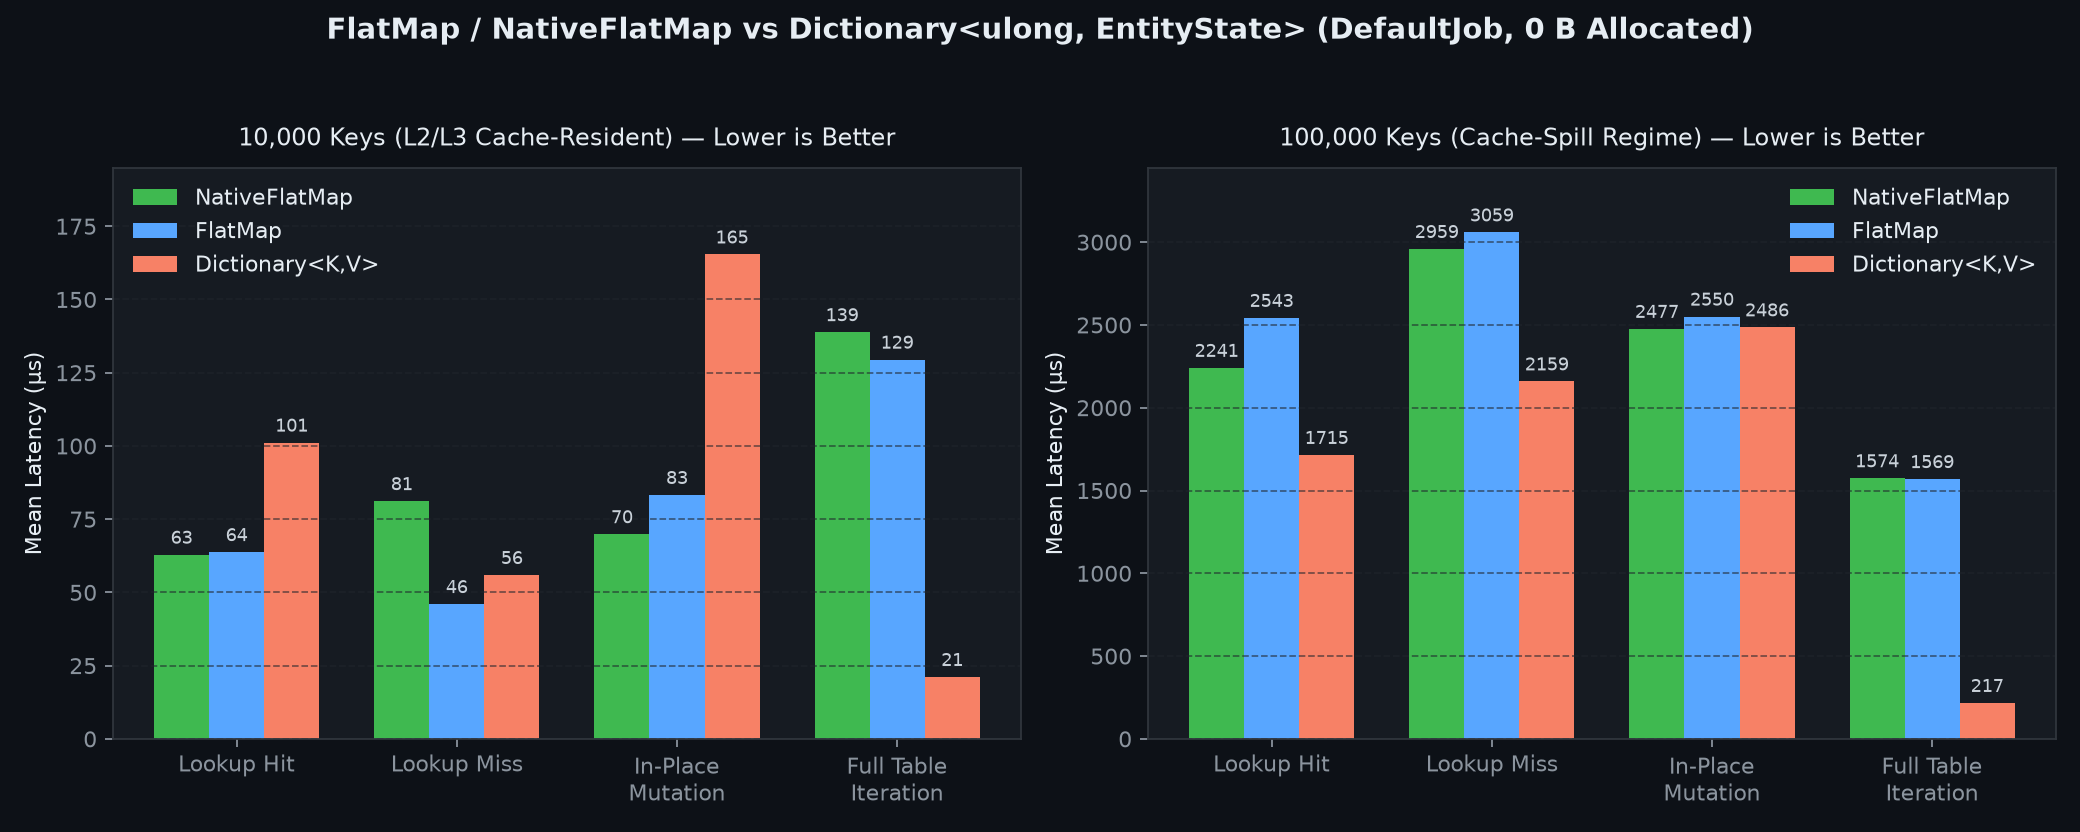 FlatMap / NativeFlatMap vs Dictionary<ulong, EntityState> (DefaultJob, 0 B Allocated)
10,000 Keys (L2/L3 Cache-Resident) — Lower is Better
Mean Latency (µs)
175
150
125
100
75
50
25
0
NativeFlatMap
FlatMap
Dictionary<K,V>
63
64
101
81
46
56
70
83
165
139
129
21
Lookup Hit
Lookup Miss
In-Place
Mutation
Full Table
Iteration
100,000 Keys (Cache-Spill Regime) — Lower is Better
Mean Latency (µs)
3000
2500
2000
1500
1000
500
0
NativeFlatMap
FlatMap
Dictionary<K,V>
2241
2543
1715
2959
3059
2159
2477
2550
2486
1574
1569
217
Lookup Hit
Lookup Miss
In-Place
Mutation
Full Table
Iteration